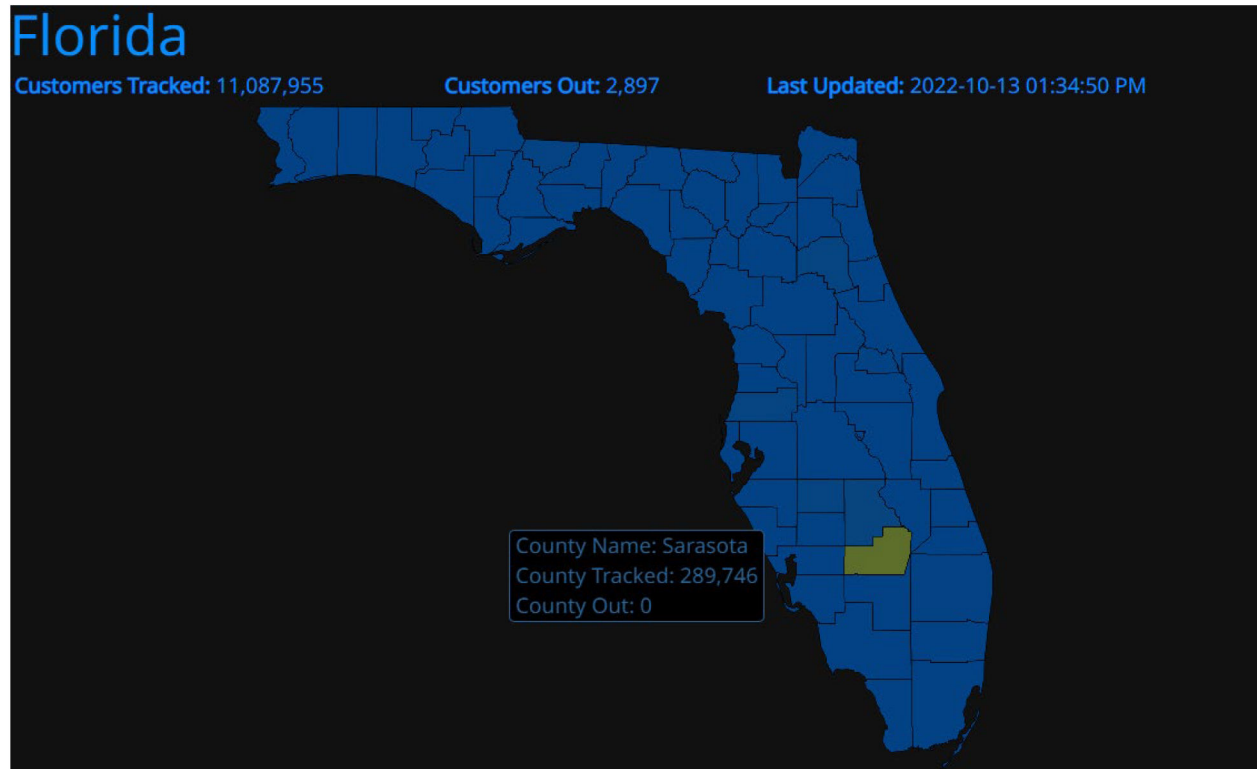 Florida
Customers Tracked: 11,087,955 Customers Out: 2,897 Last Updated: 2022-10-13 01:34:50 PM
County Name: Sarasota
County Tracked: 289,746
County Out: 0